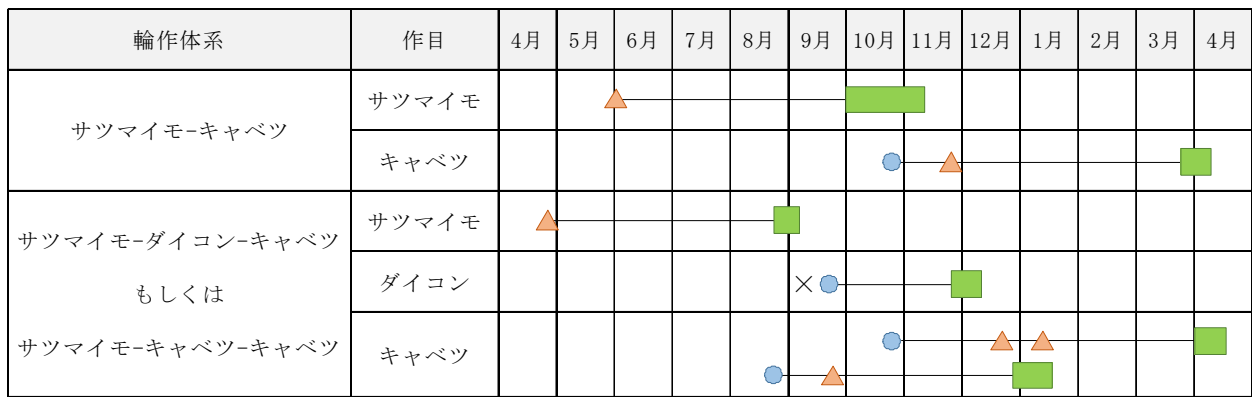 輪作体系 作目 4月 5月 6月 7月 8月 9月 10月 11月 12月 1月 2月 3月 4月
サツマイモ-キャベツ
サツマイモ
キャベツ
サツマイモ-ダイコン-キャベツ
もしくは
サツマイモ-キャベツ-キャベツ
サツマイモ
ダイコン
×
キャベツ